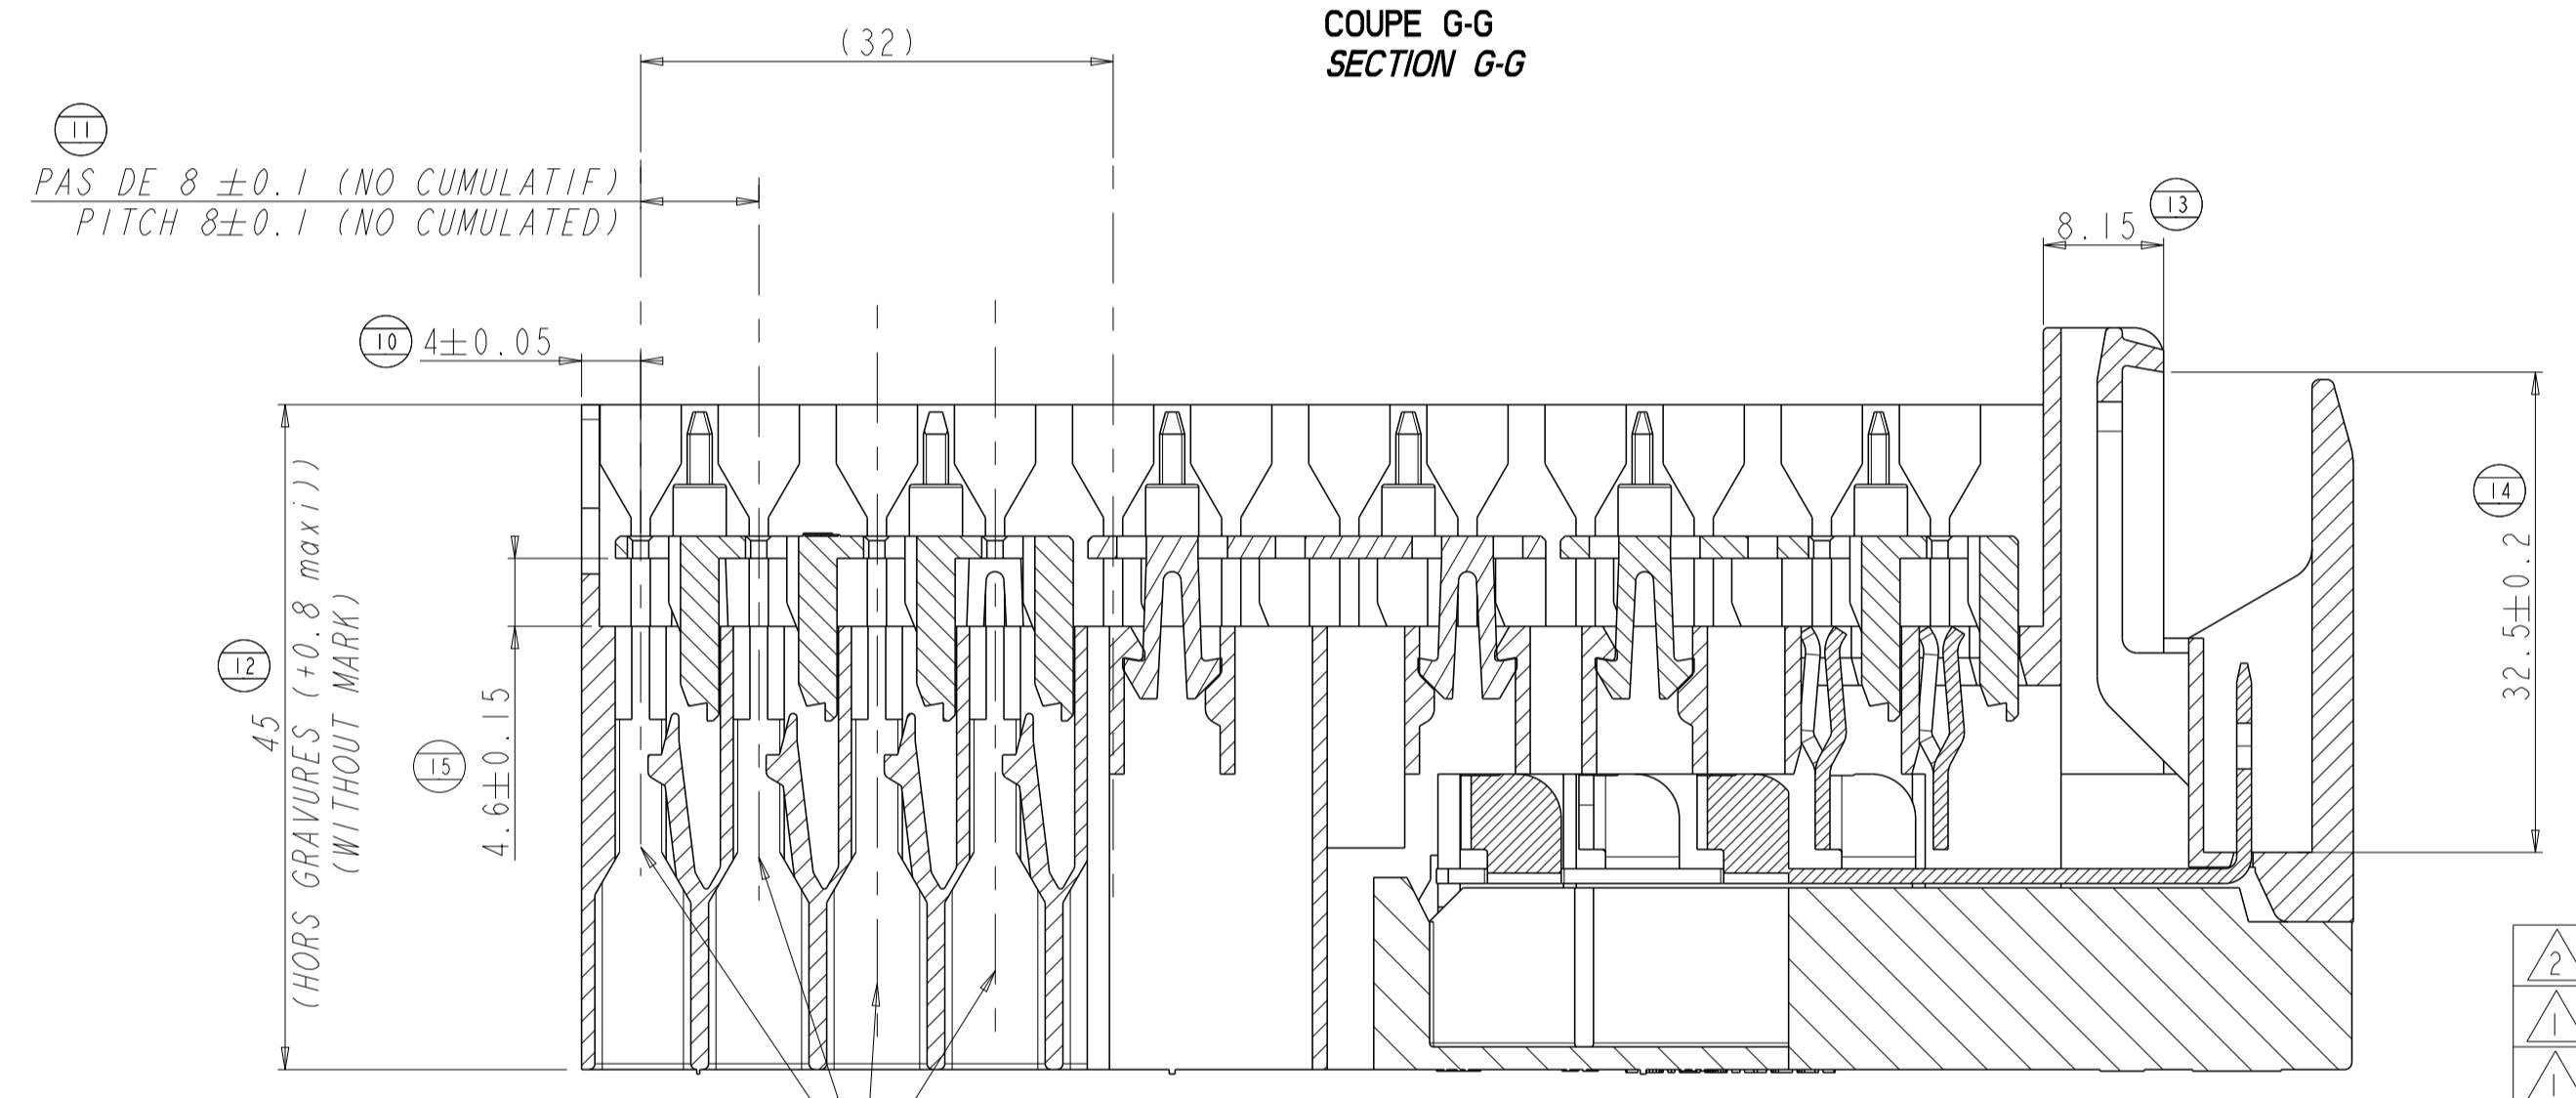 COUPE G-G
SECTION G-G
(32)
11
PAS DE 8 ±0.1 (NO CUMULATIF)
PITCH 8±0.1 (NO CUMULATED)
13
8.15
10 4±0.05
14
32.5±0.2
12
45
(HORS GRAVURES (+0.8 maxi))
(WITHOUT MARK)
15
4.6±0.15
2
1
1